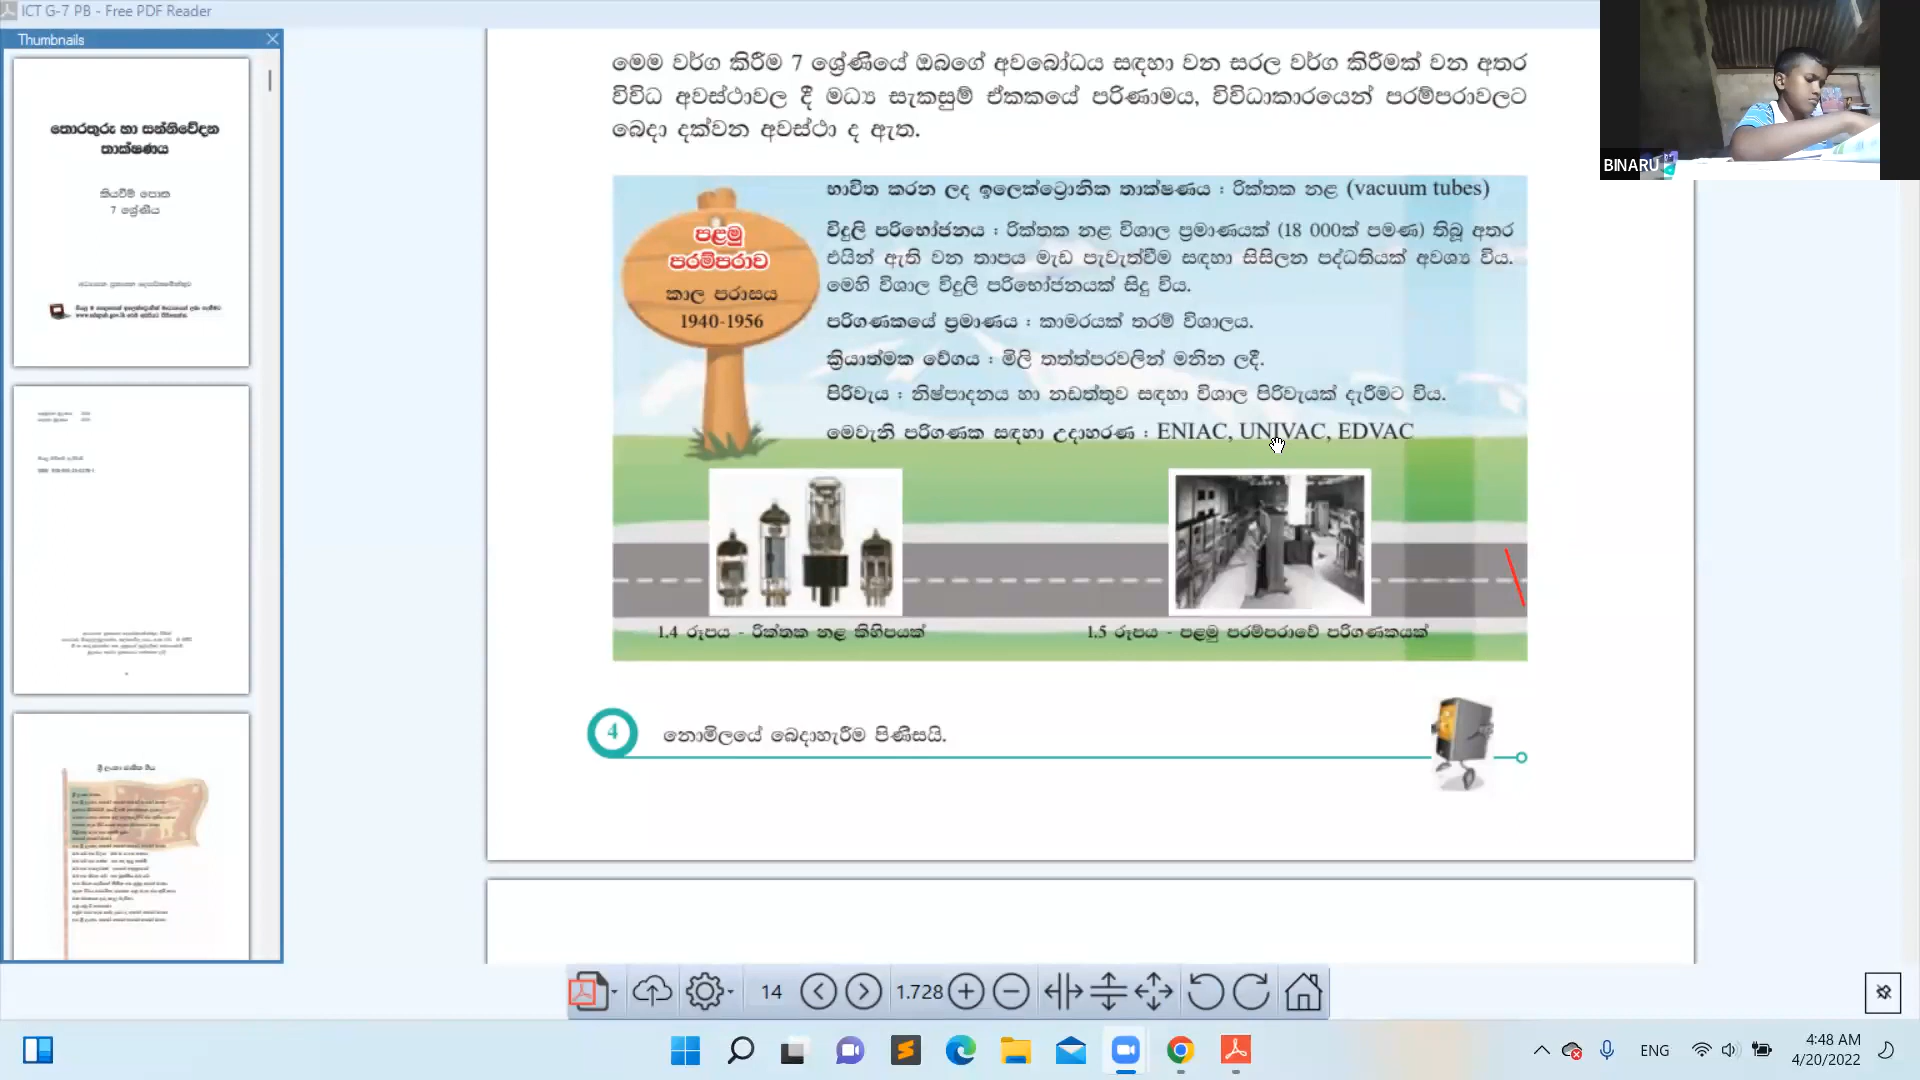 ICT G-7 PB - Free PDF Reader
Thumbnails
තොරතුරු හා සන්නිවේදන
තාක්ෂණය
කියවීම් පොත
7 ශ්‍රේණිය
මෙම වර්ග කිරීම 7 ශ්‍රේණියේ ඔබගේ අවබෝධය සඳහා වන සරල වර්ග කිරීමක් වන අතර
විවිධ අවස්ථාවල දී මධ්‍ය සැකසුම් ඒකකයේ පරිණාමය, විවිධාකාරයෙන් පරම්පරාවලට
බෙදා දක්වන අවස්ථා ද ඇත.
පළමු
පරම්පරාව
කාල පරාසය
1940-1956
භාවිත කරන ලද ඉලෙක්ට්‍රොනික තාක්ෂණය : රික්තක නළ (vacuum tubes)
විදුලි පරිභෝජනය : රික්තක නළ විශාල ප්‍රමාණයක් (18 000ක් පමණ) තිබූ අතර
එයින් ඇති වන තාපය මැඩ පැවැත්වීම සඳහා සිසිලන පද්ධතියක් අවශ්‍ය විය.
මෙහි විශාල විදුලි පරිභෝජනයක් සිදු විය.
පරිගණකයේ ප්‍රමාණය : කාමරයක් තරම් විශාලය.
ක්‍රියාත්මක වේගය : මිලි තත්ත්පරවලින් මනින ලදී.
පිරිවැය : නිෂ්පාදනය හා නඩත්තුව සඳහා විශාල පිරිවැයක් දැරීමට විය.
මෙවැනි පරිගණක සඳහා උදාහරණ : ENIAC, UNIVAC, EDVAC
1.4 රූපය - රික්තක නළ කිහිපයක්
1.5 රූපය - පළමු පරම්පරාවේ පරිගණකයක්
4
නොමිලයේ බෙදාහැරීම පිණිසයි.
ශ්‍රී ලංකා ජාතික ගීය
BINARU
14
1.728
ENG
4:48 AM
4/20/2022